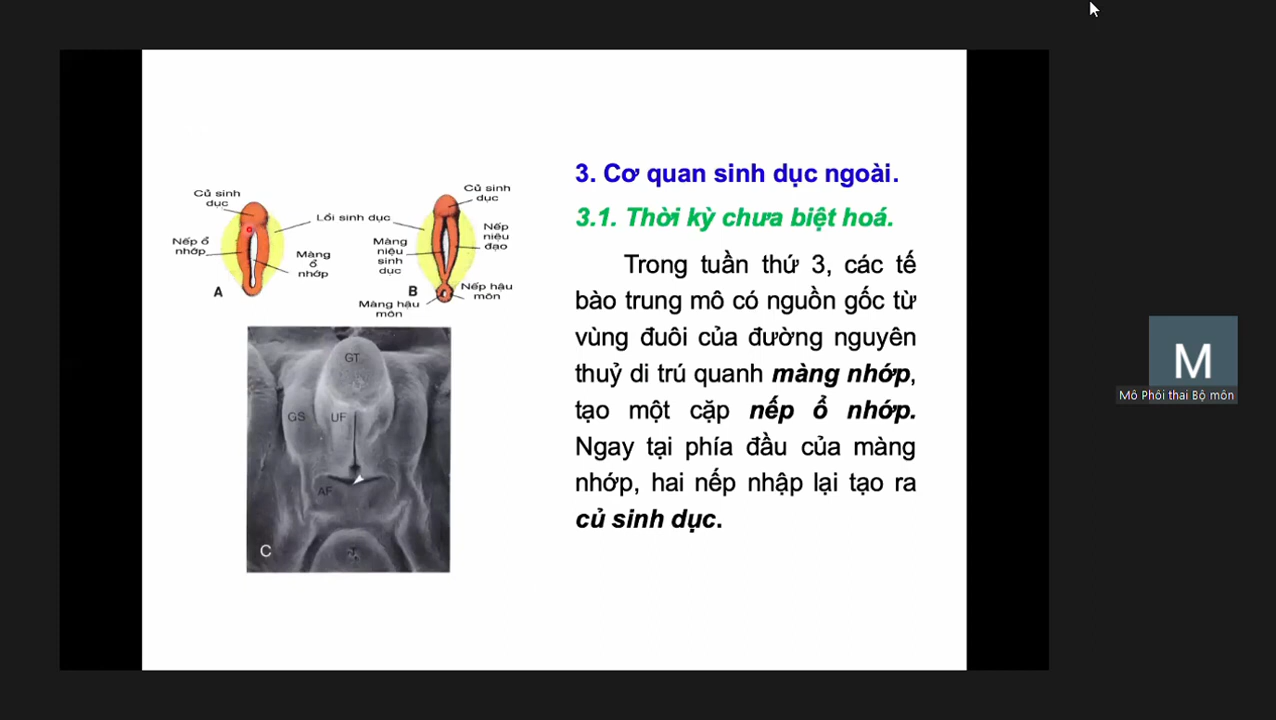 3. Cơ quan sinh dục ngoài.
3.1. Thời kỳ chưa biệt hoá.
Trong tuần thứ 3, các tế
bào trung mô có nguồn gốc từ
vùng đuôi của đường nguyên
thuỷ di trú quanh màng nhớp,
tạo một cặp nếp ổ nhớp.
Ngay tại phía đầu của màng
nhớp, hai nếp nhập lại tạo ra
củ sinh dục.
Củ sinh
dục
Nếp ổ
nhớp
Lồi sinh dục
Màng
ổ
nhớp
A
Củ sinh
dục
Màng
niệu
sinh
dục
Nếp
niệu
đạo
Nếp hậu
môn
B
Màng hậu
môn
GT
GS
UF
AF
T
C
M
Mô Phôi thai Bộ môn